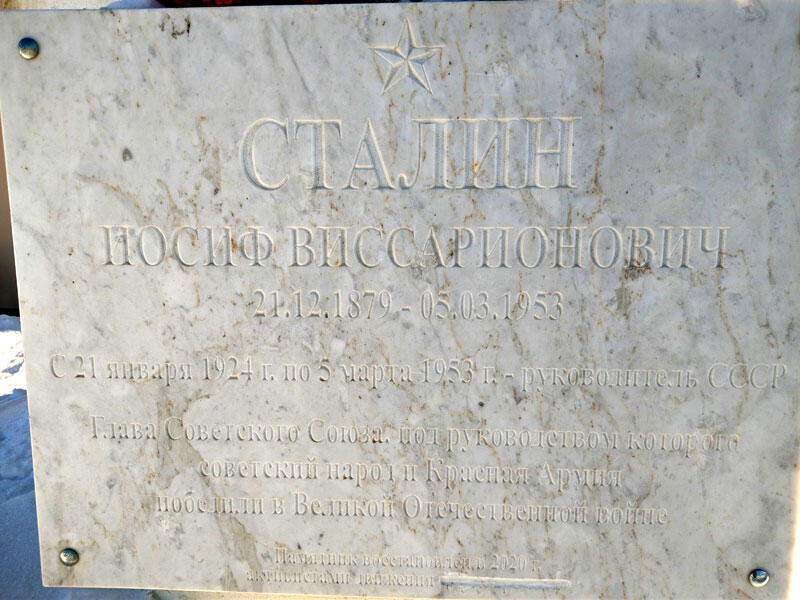 СТАЛИН
ИОСИФ ВИССАРИОНОВИЧ
21.12.1879 - 05.03.1953
С 21 января 1924 г. по 5 марта 1953 г. - руководитель СССР
Глава Советского Союза, под руководством которого
советский народ и Красная Армия
победили в Великой Отечественной войне
Памятник восстановлен в 2020 г.
активистами движения